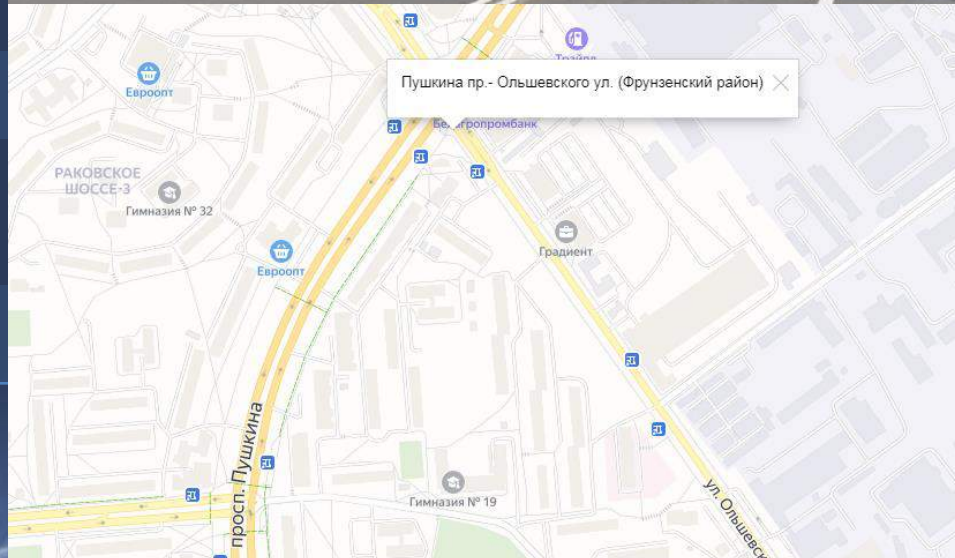 Трайпл
Пушкина пр.- Ольшевского ул. (Фрунзенский район)
Евроопт
Белагропромбанк
РАКОВСКОЕ
ШОССЕ-3
Гимназия № 32
Градиент
Евроопт
просп. Пушкина
Гимназия № 19
ул. Ольшевск